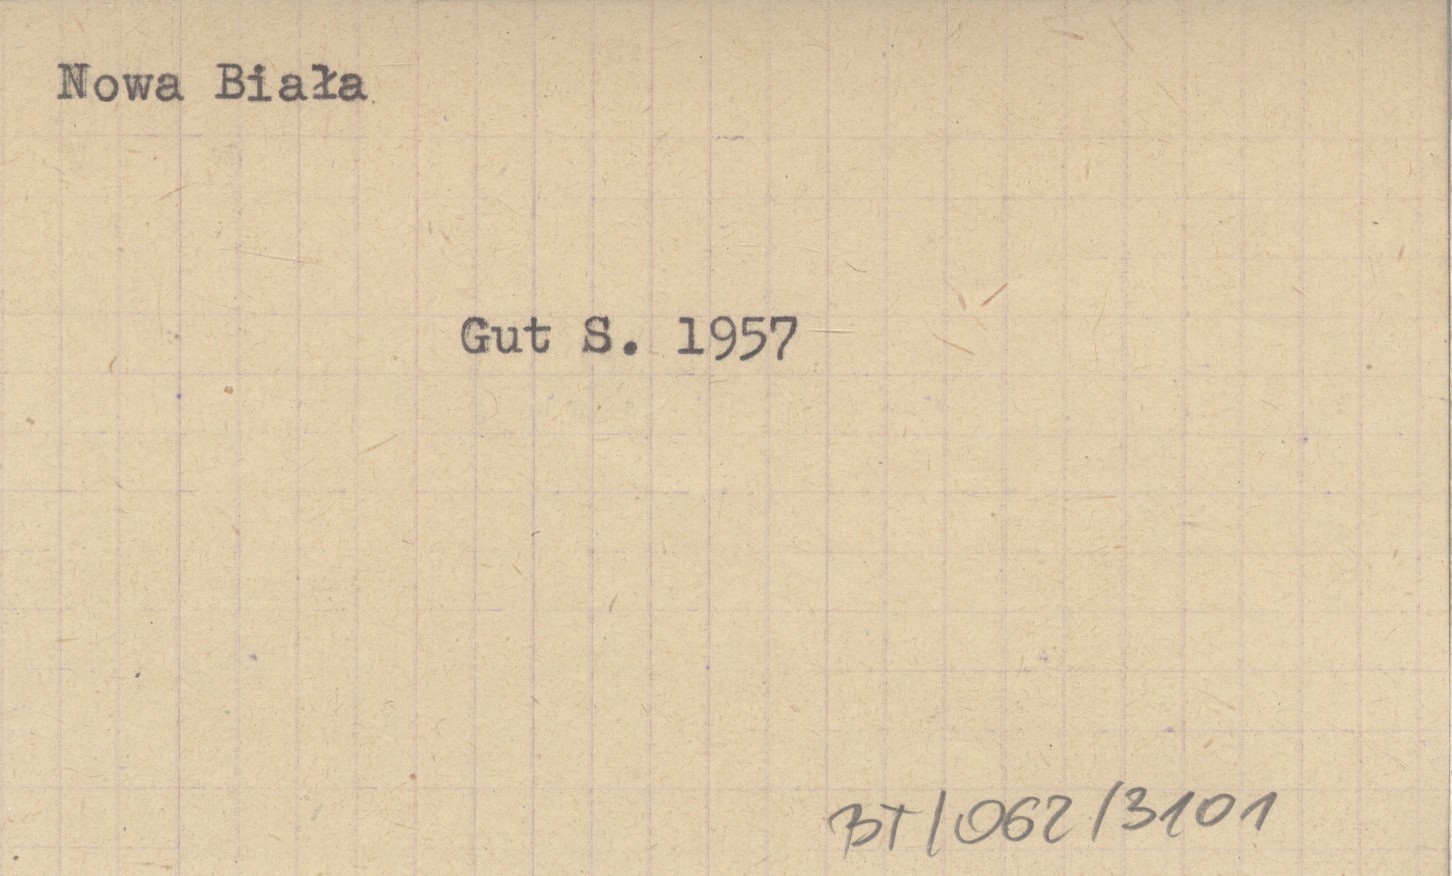 Nowa Biała
Gut S. 1957
BT/062/3101